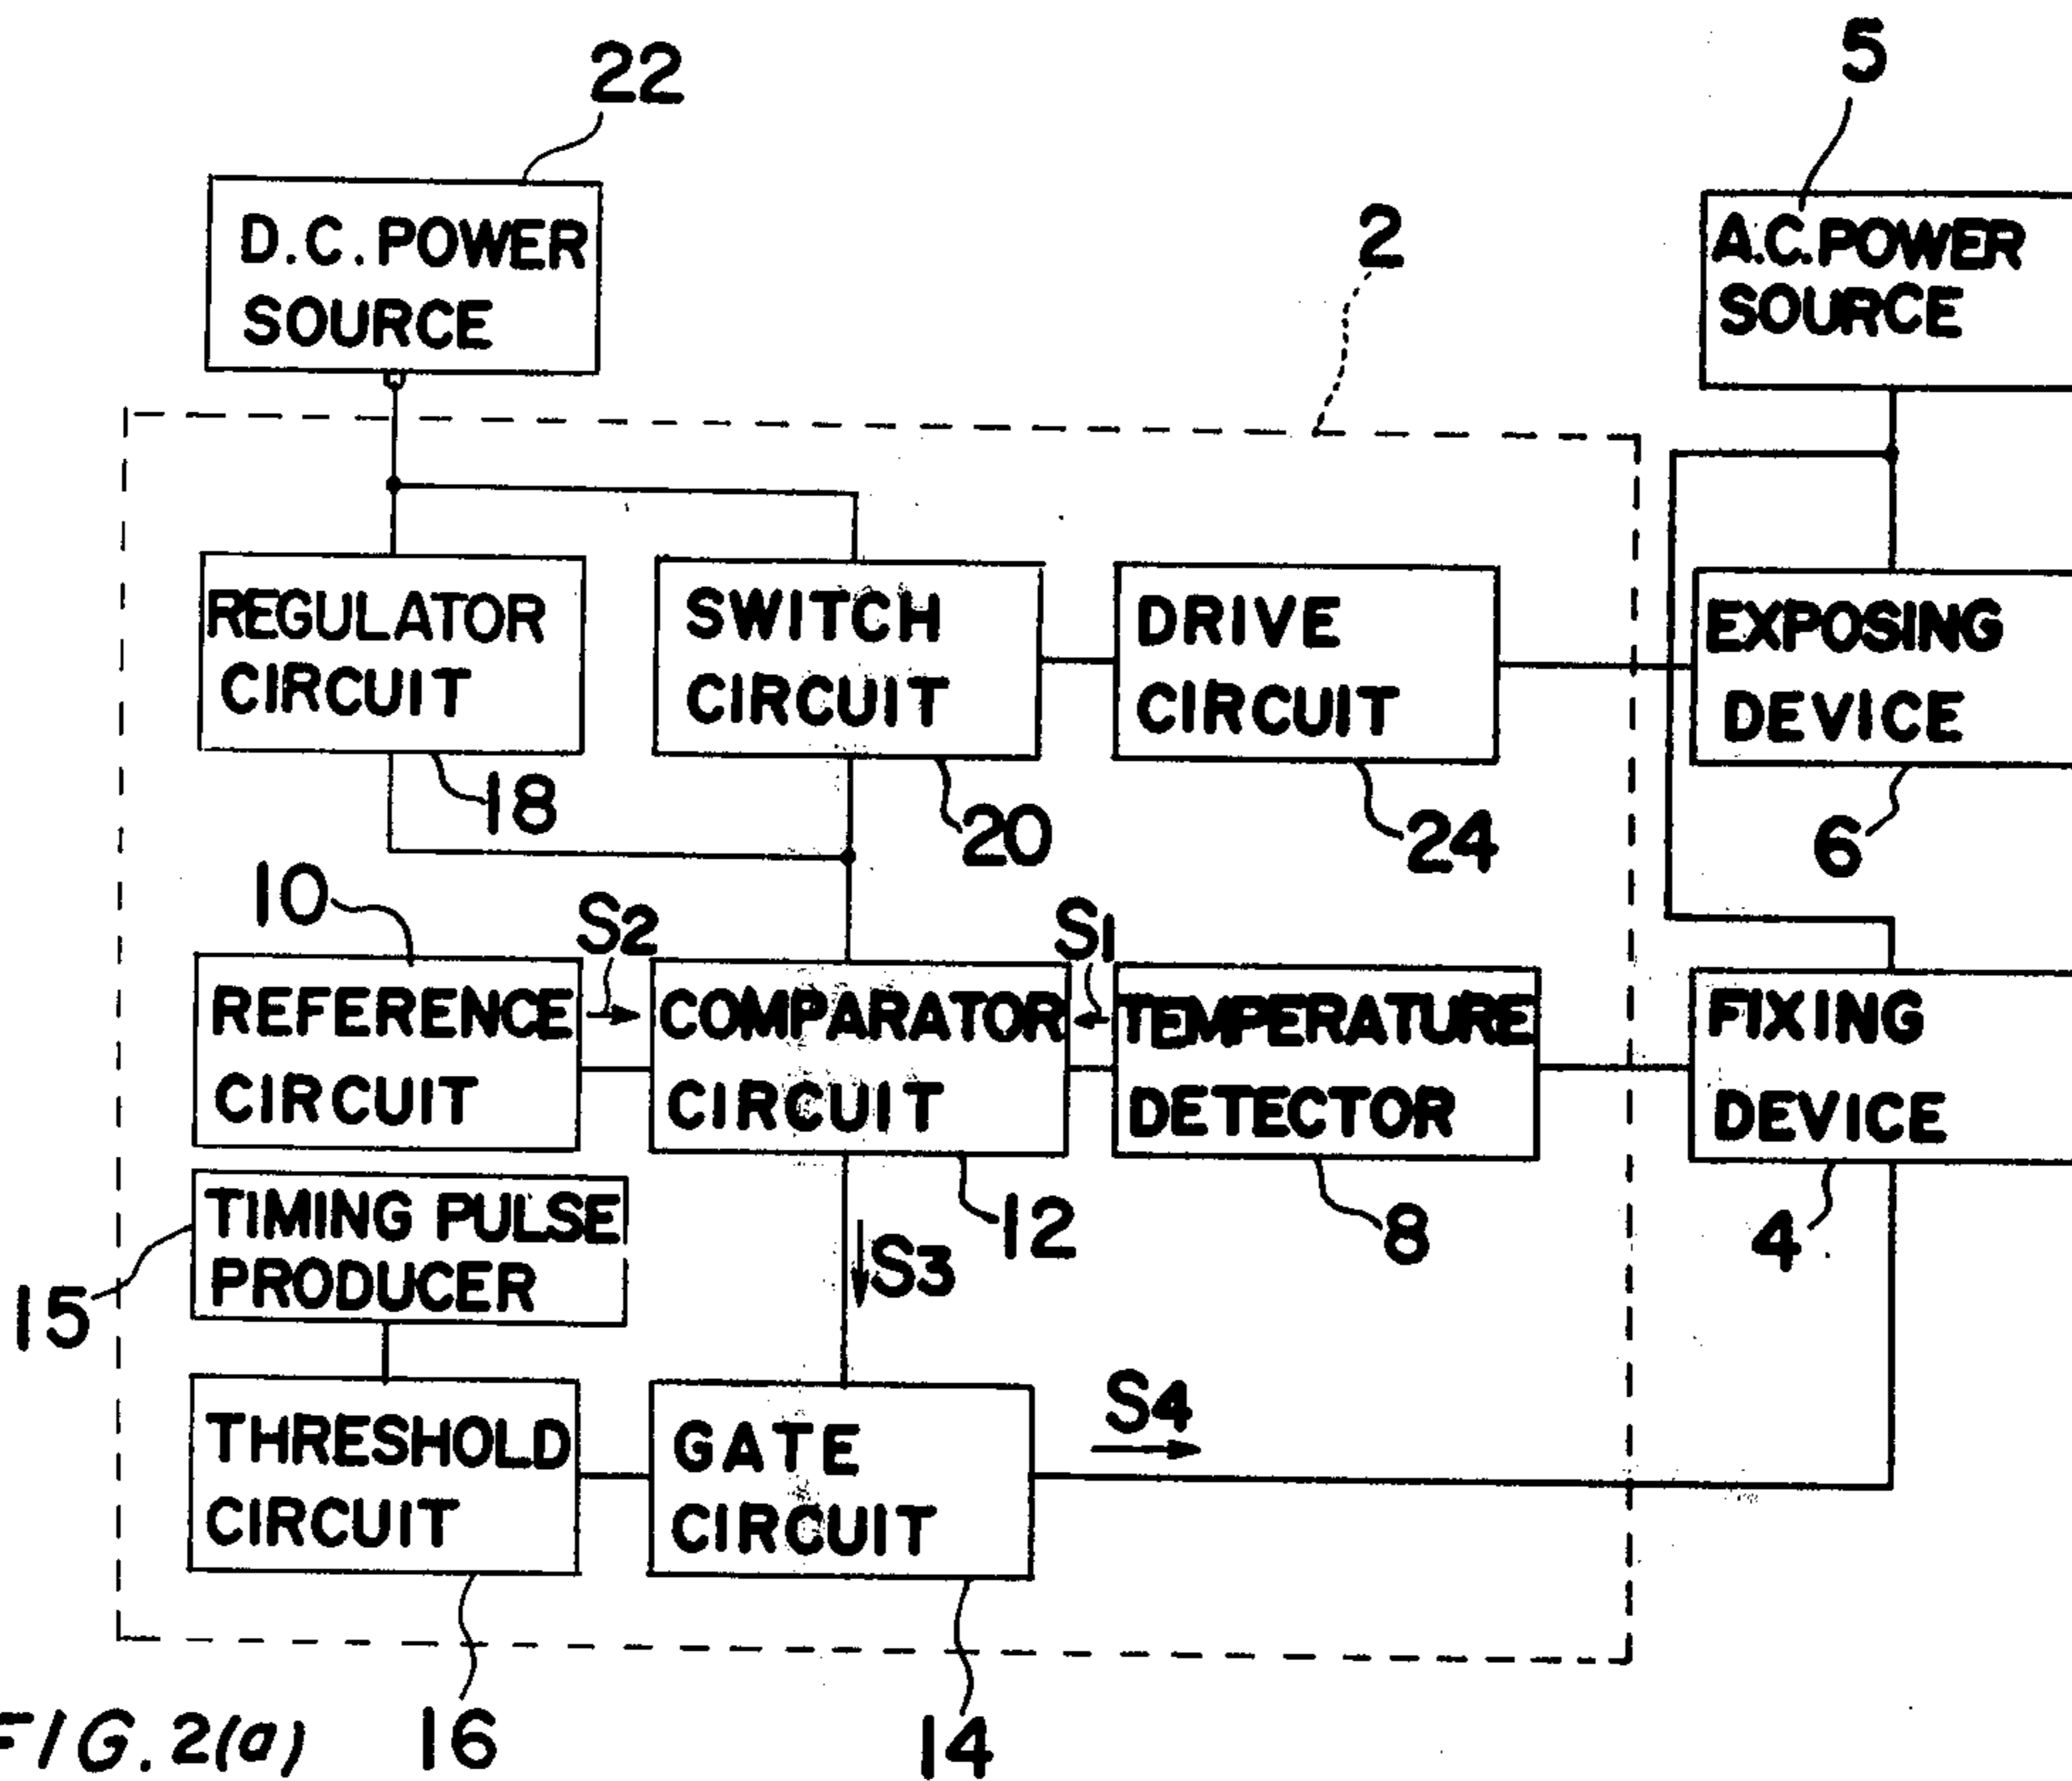 22
5
D.C. POWER
SOURCE
2
A.C. POWER
SOURCE
REGULATOR
CIRCUIT
SWITCH
CIRCUIT
DRIVE
CIRCUIT
EXPOSING
DEVICE
18
20
24
6
10
S2
S1
REFERENCE
CIRCUIT
COMPARATOR
CIRCUIT
TEMPERATURE
DETECTOR
FIXING
DEVICE
TIMING PULSE
PRODUCER
12
8
4
S3
15
THRESHOLD
CIRCUIT
GATE
CIRCUIT
S4
16
14
FIG. 2(a)